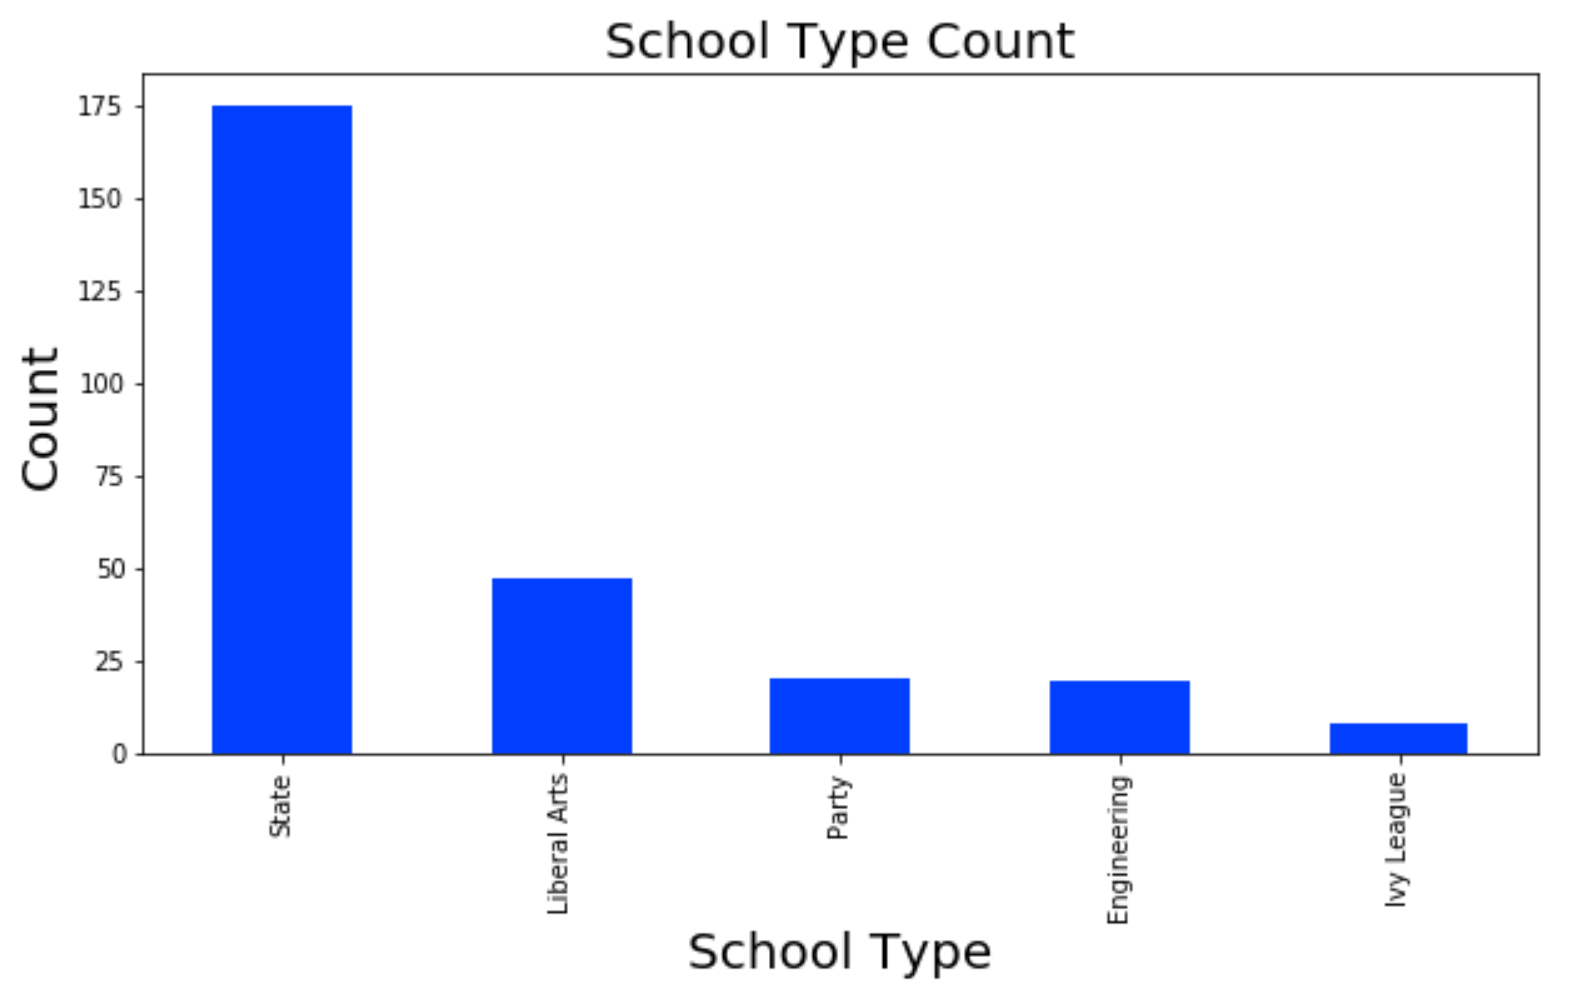 School Type Count
175
150
125
100
75
50
25
0
Count
State
Liberal Arts
Party
Engineering
Ivy League
School Type